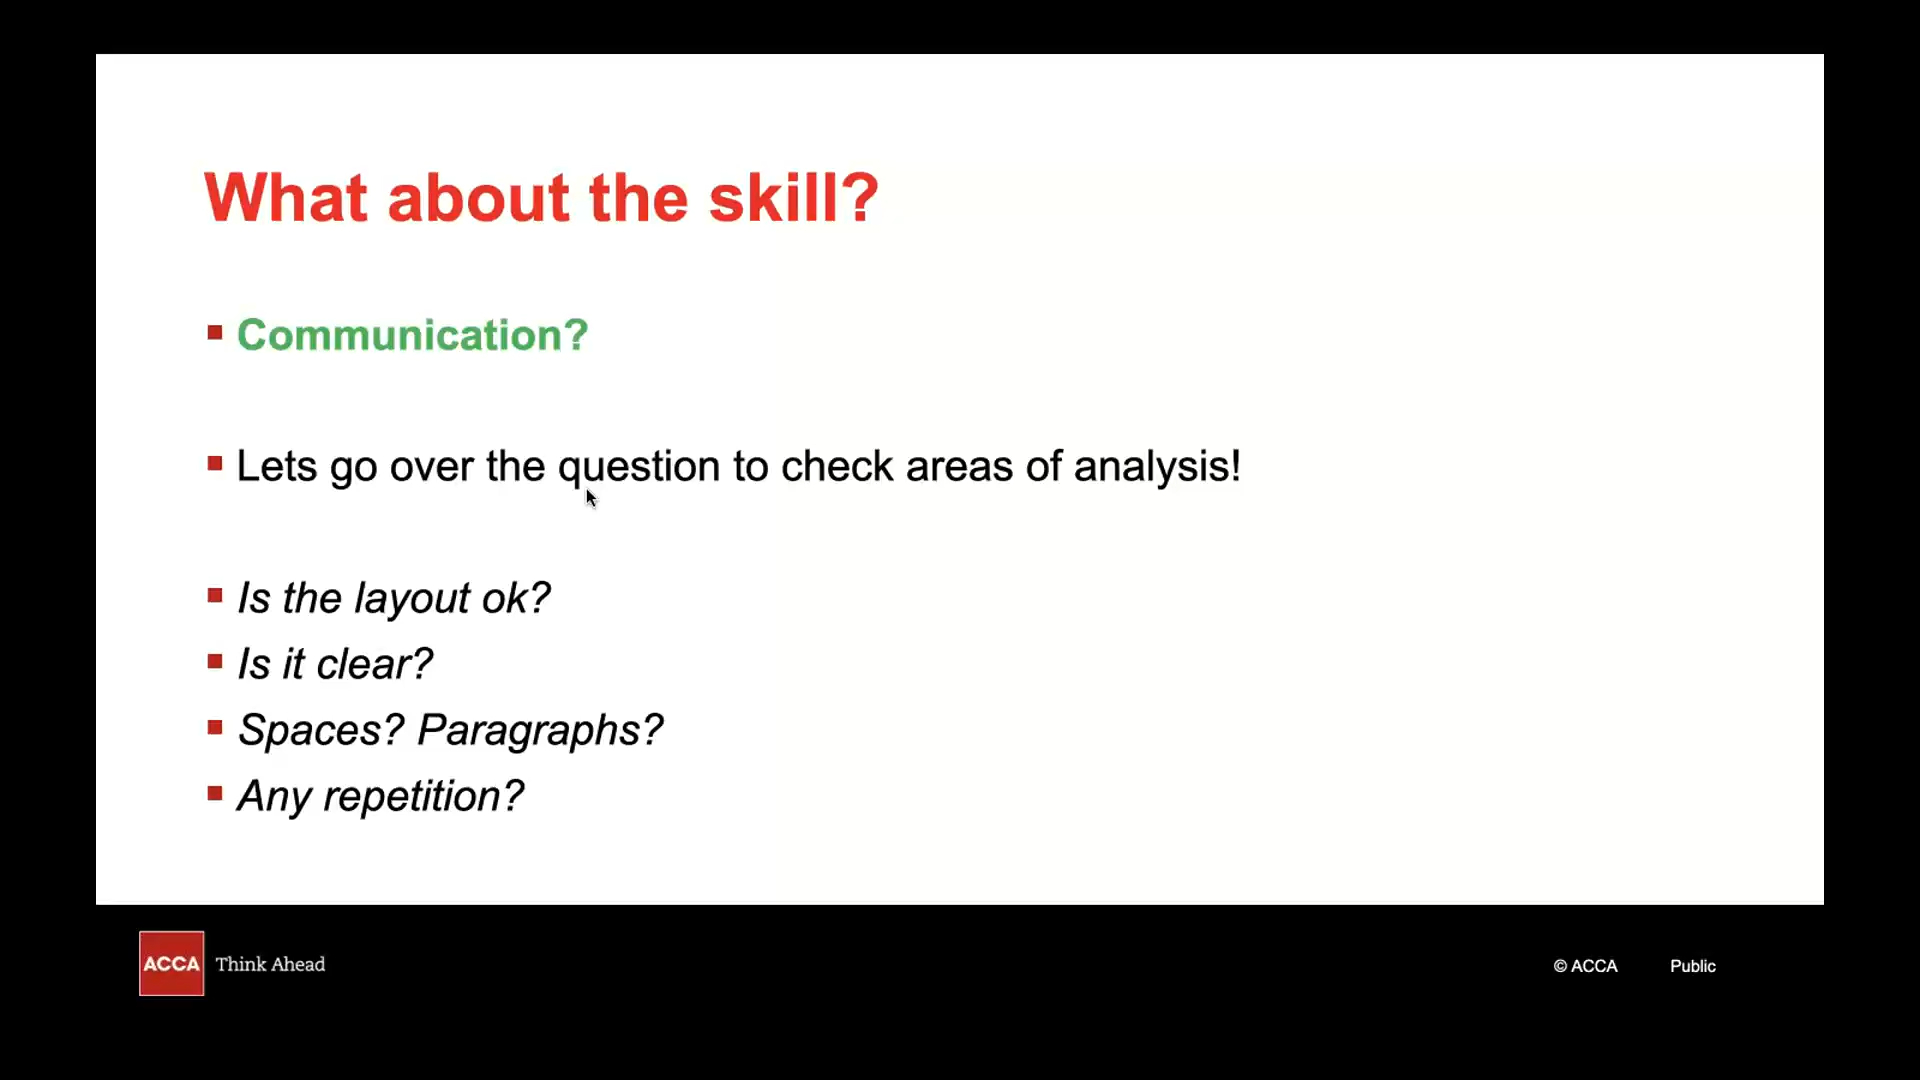 What about the skill?
Communication?
Lets go over the question to check areas of analysis!
Is the layout ok?
Is it clear?
Spaces? Paragraphs?
Any repetition?
ACCA Think Ahead
© ACCA Public